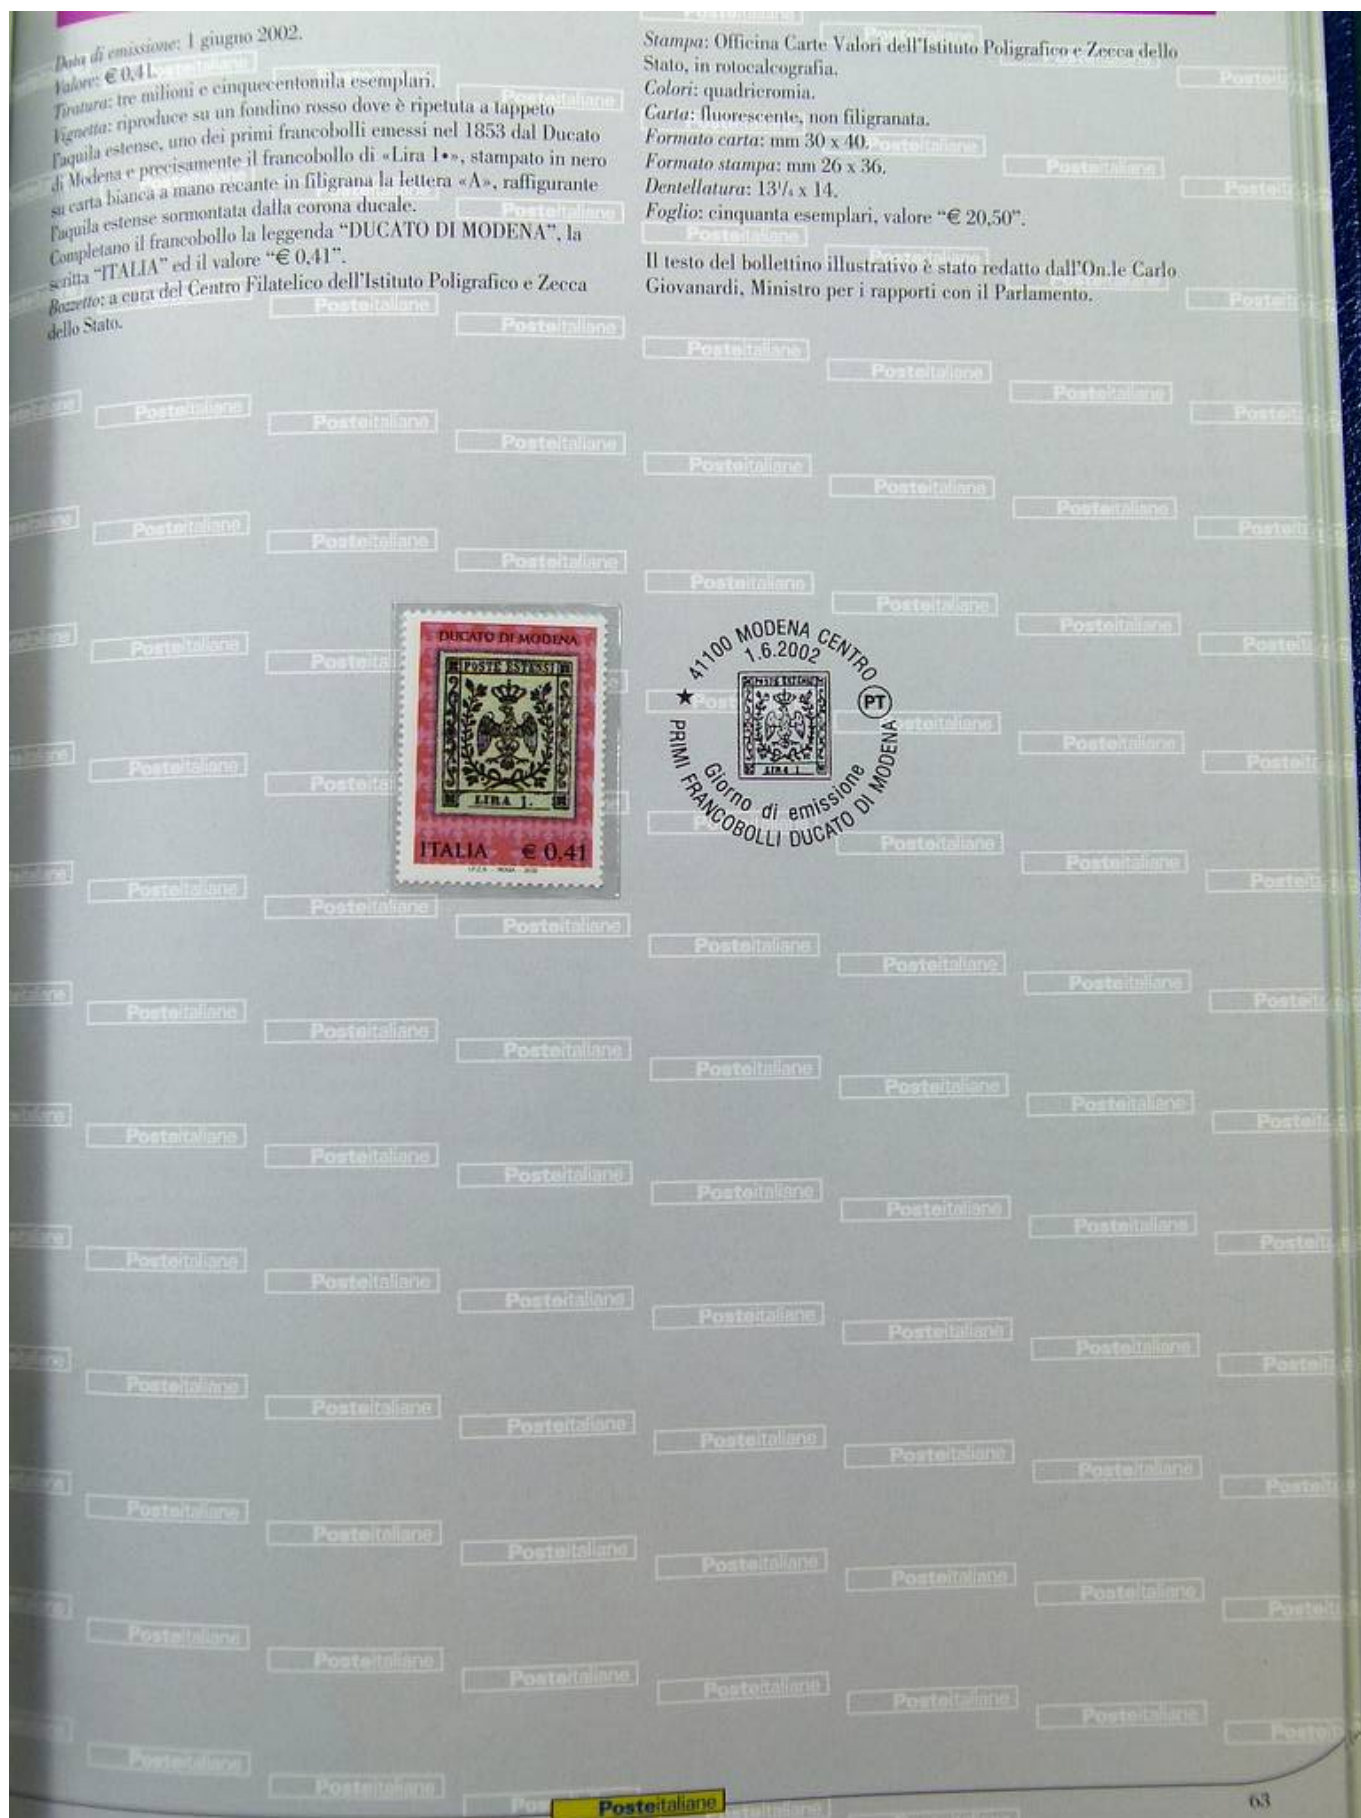 Data di emissione: 1 giugno 2002.
Valore: € 0,41.
Tiratura: tre milioni e cinquecentomila esemplari.
Vignetta: riproduce su un fondino rosso dove è ripetuta a tappeto
l'aquila estense, uno dei primi francobolli emessi nel 1853 dal Ducato
di Modena e precisamente il francobollo di «Lira 1•», stampato in nero
su carta bianca a mano recante in filigrana la lettera «A», raffigurante
l'aquila estense sormontata dalla corona ducale.
Completano il francobollo la leggenda “DUCATO DI MODENA”, la
scritta “ITALIA” ed il valore “€ 0,41”.
Bozzetto: a cura del Centro Filatelico dell'Istituto Poligrafico e Zecca
dello Stato.
Stampa: Officina Carte Valori dell'Istituto Poligrafico e Zecca dello
Stato, in rotocalcografia.
Colori: quadricromia.
Carta: fluorescente, non filigranata.
Formato carta: mm 30 x 40.
Formato stampa: mm 26 x 36.
Dentellatura: 13¹/₄ x 14.
Foglio: cinquanta esemplari, valore “€ 20,50”.
Il testo del bollettino illustrativo è stato redatto dall'On.le Carlo
Giovanardi, Ministro per i rapporti con il Parlamento.
DUCATO DI MODENA
POSTE ESTENSI
LIRA 1.
ITALIA € 0,41
I.P.Z.S. - ROMA - 2002
41100 MODENA CENTRO
1.6.2002
PT
POSTE ESTENSI
LIRA 1.
Giorno di emissione
PRIMI FRANCOBOLLI DUCATO DI MODENA
Posteitaliane
63